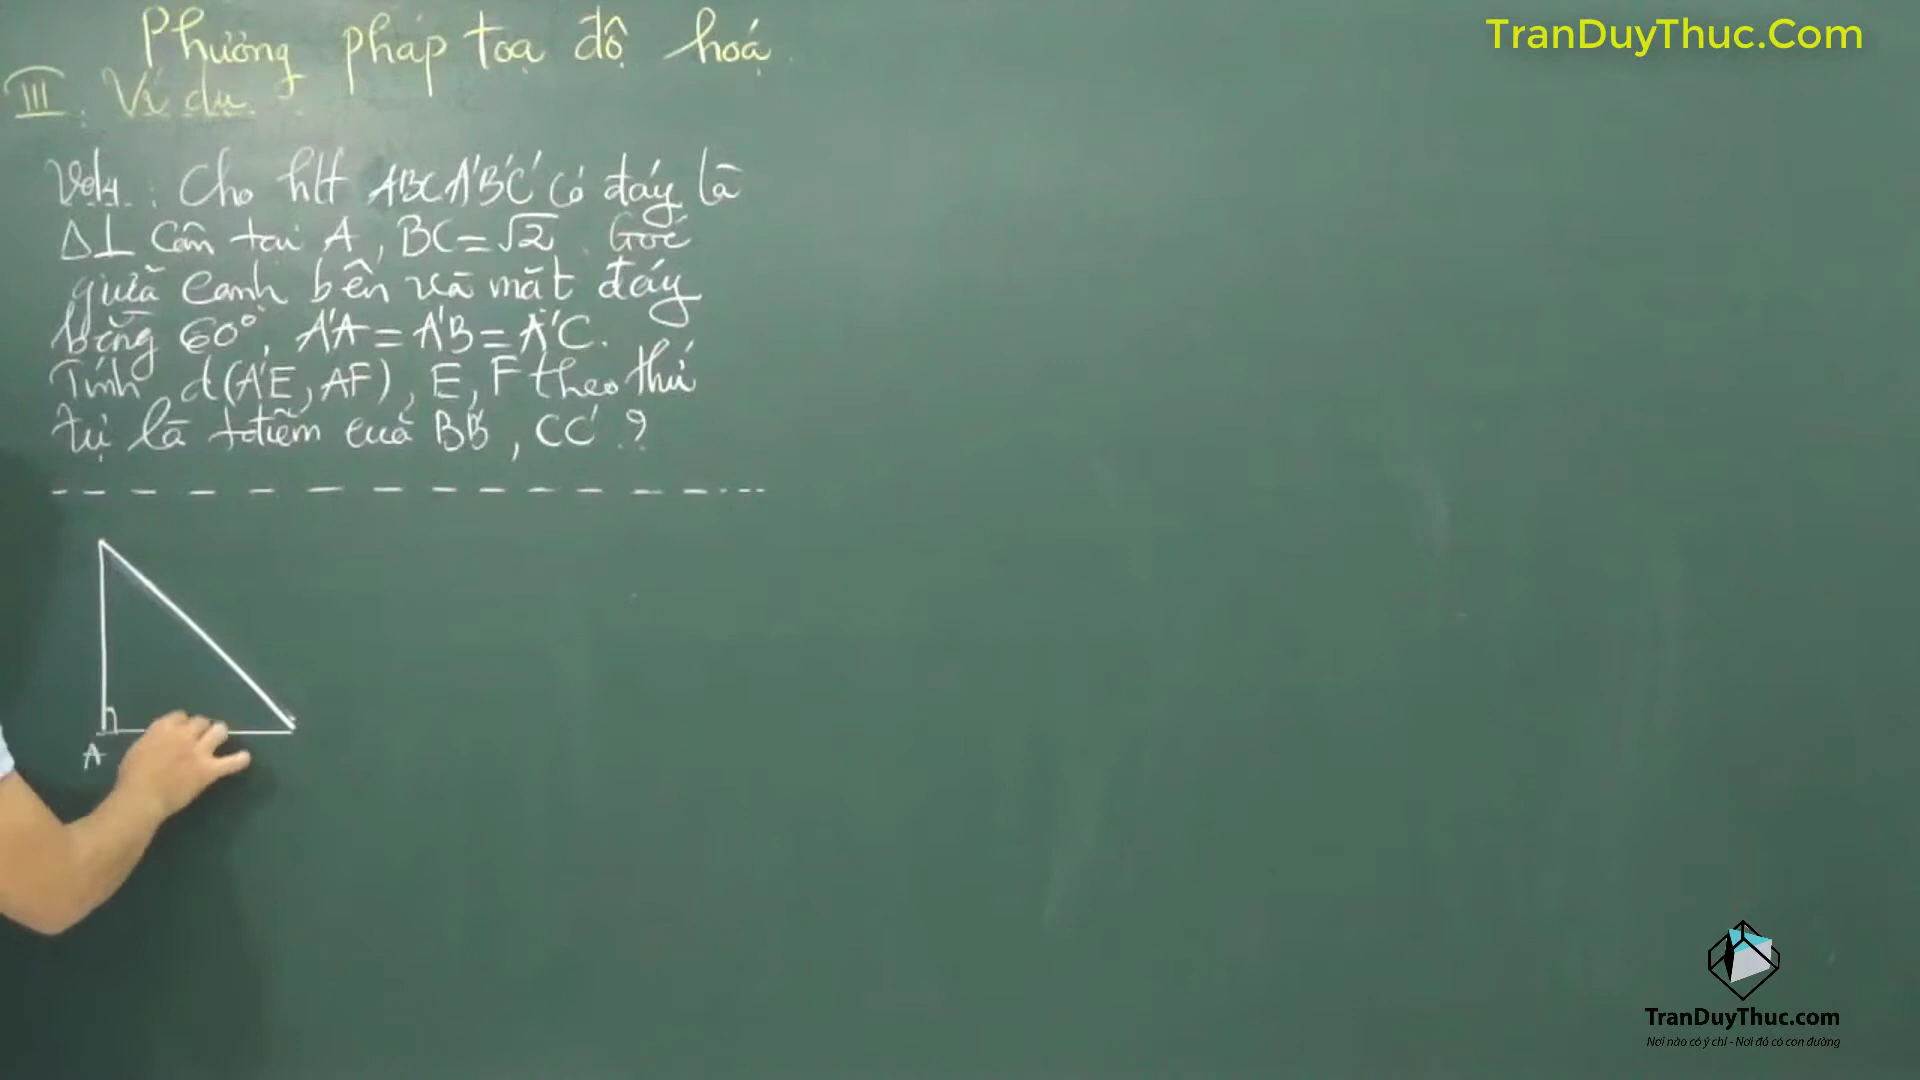 Phương pháp toạ độ hoá.
TranDuyThuc.Com
III. Ví dụ:
Vd4: Cho hlt ABCA'B'C' có đáy là
Δ⊥ cân tại A, BC = √2. Góc
giữa cạnh bên và mặt đáy
bằng 60°, A'A = A'B = A'C.
Tính d(A'E, AF), E, F theo thứ
tự là tđiểm của BB', CC'?
A
TranDuyThuc.com
Nơi nào có ý chí - Nơi đó có con đường